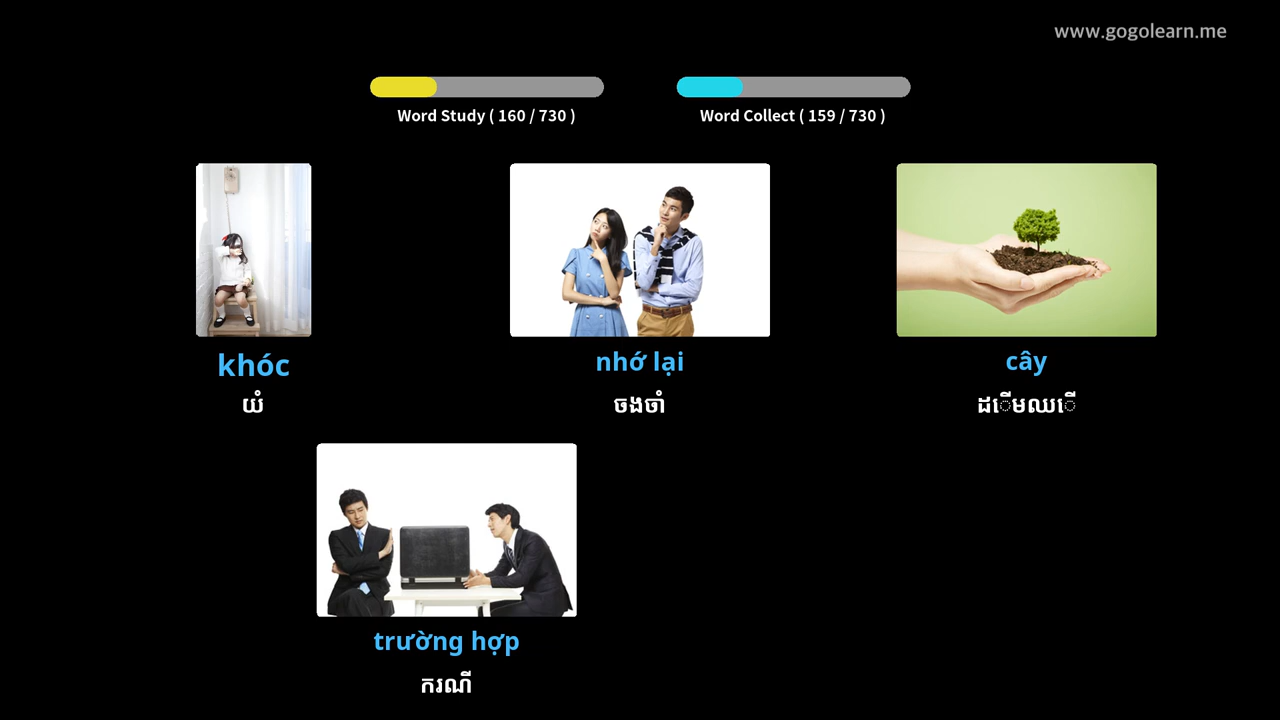 www.gogolearn.me
Word Study ( 160 / 730 )
Word Collect ( 159 / 730 )
khóc
យំ
nhớ lại
ចងចាំ
cây
ដើមឈើ
trường hợp
ករណី